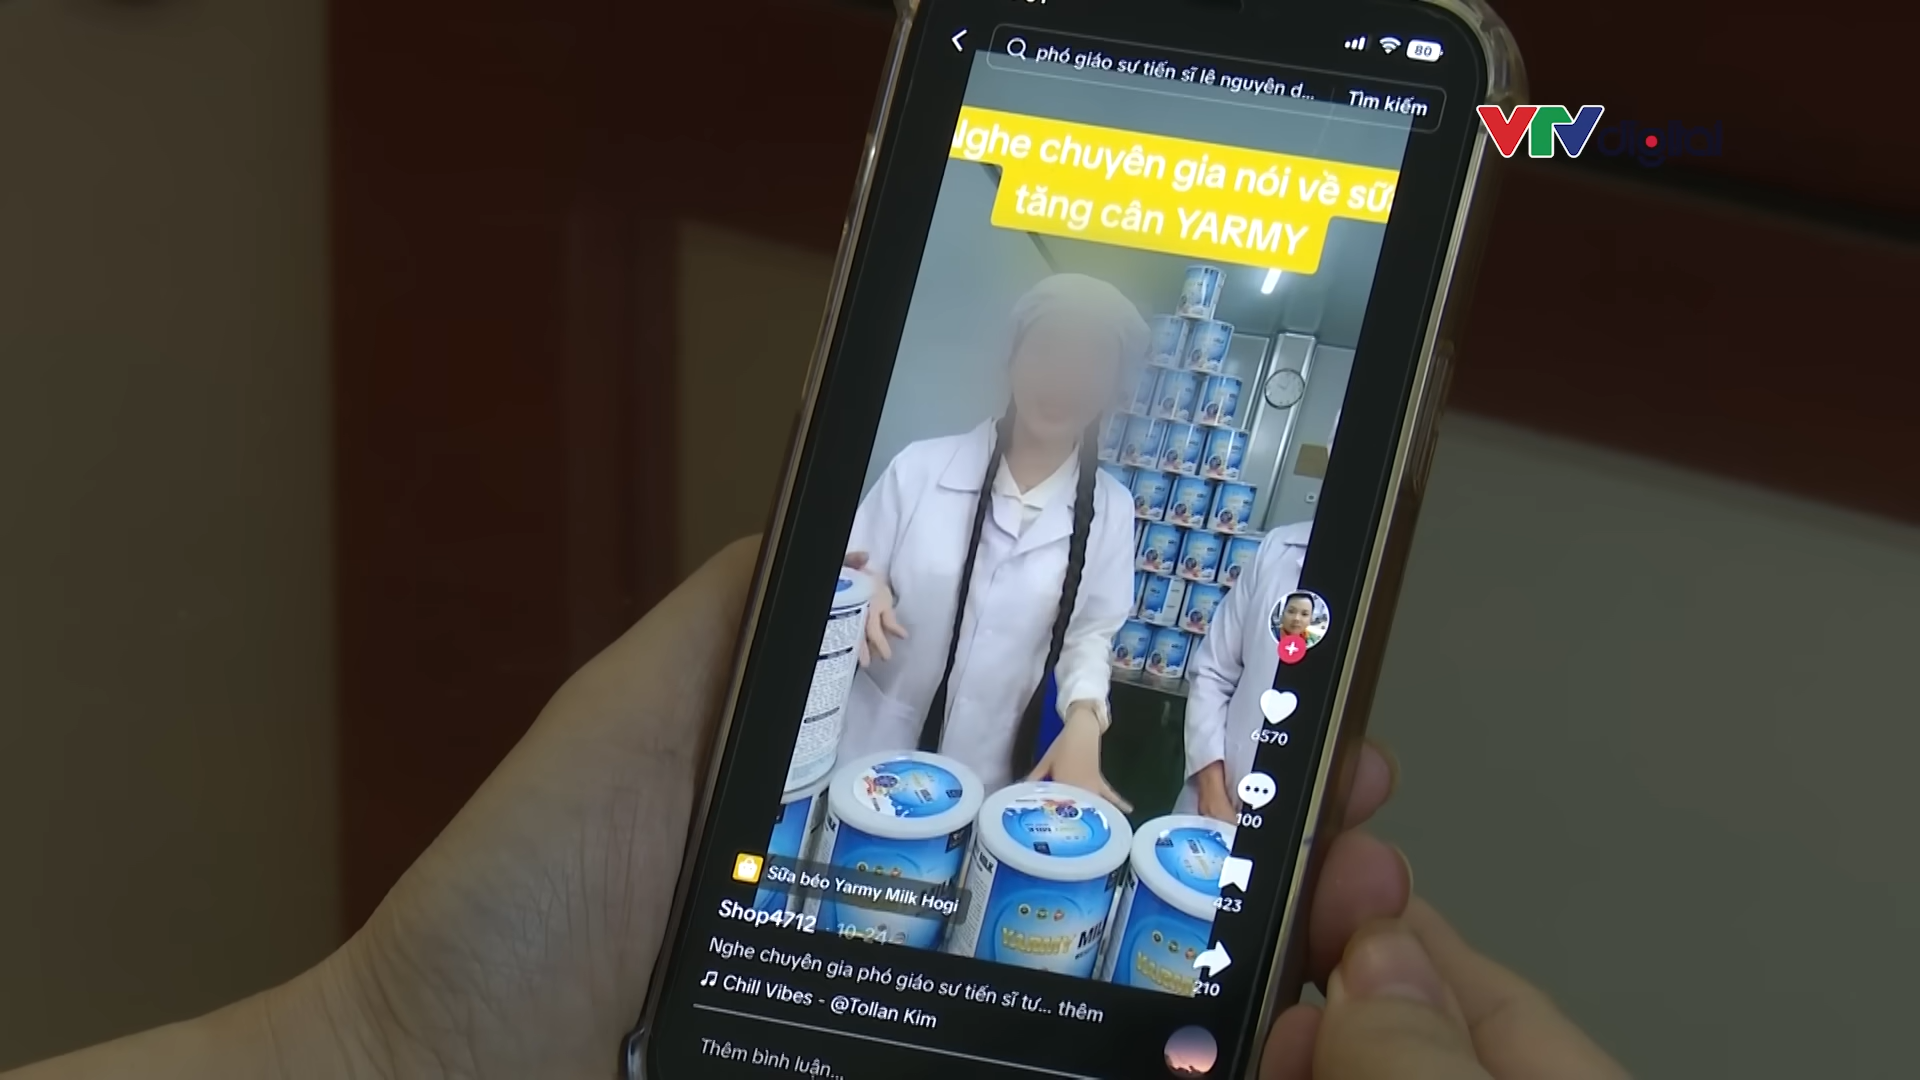 80
phó giáo sư tiến sĩ lê nguyên d...
Tìm kiếm
VTV digital
Nghe chuyên gia nói về sữa
tăng cân YARMY
6570
100
423
210
Sữa béo Yarmy Milk Hogi
Shop4712 · 10-24
Nghe chuyên gia phó giáo sư tiến sĩ tư... thêm
Chill Vibes - @Tollan Kim
Thêm bình luận...
YARMY MILK